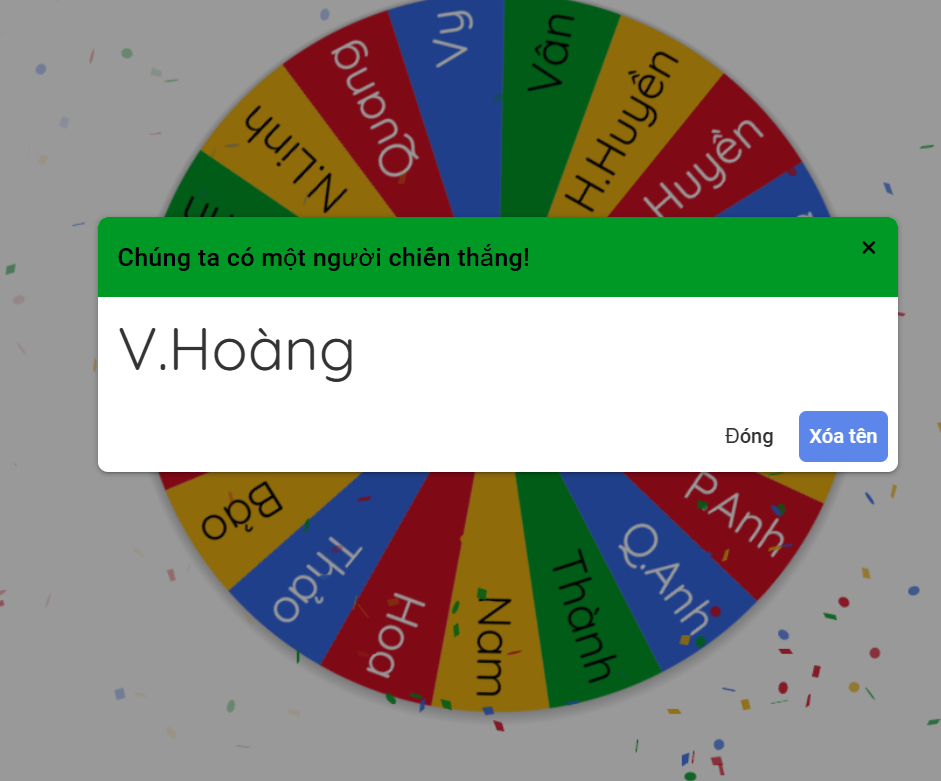 Vy
Vân
Quang
H.Huyền
N.Linh
Huyền
Chúng ta có một người chiến thắng!
×
V.Hoàng
Đóng
Xóa tên
Bảo
P.Anh
Thảo
Q.Anh
Hoa
Nam
Thành